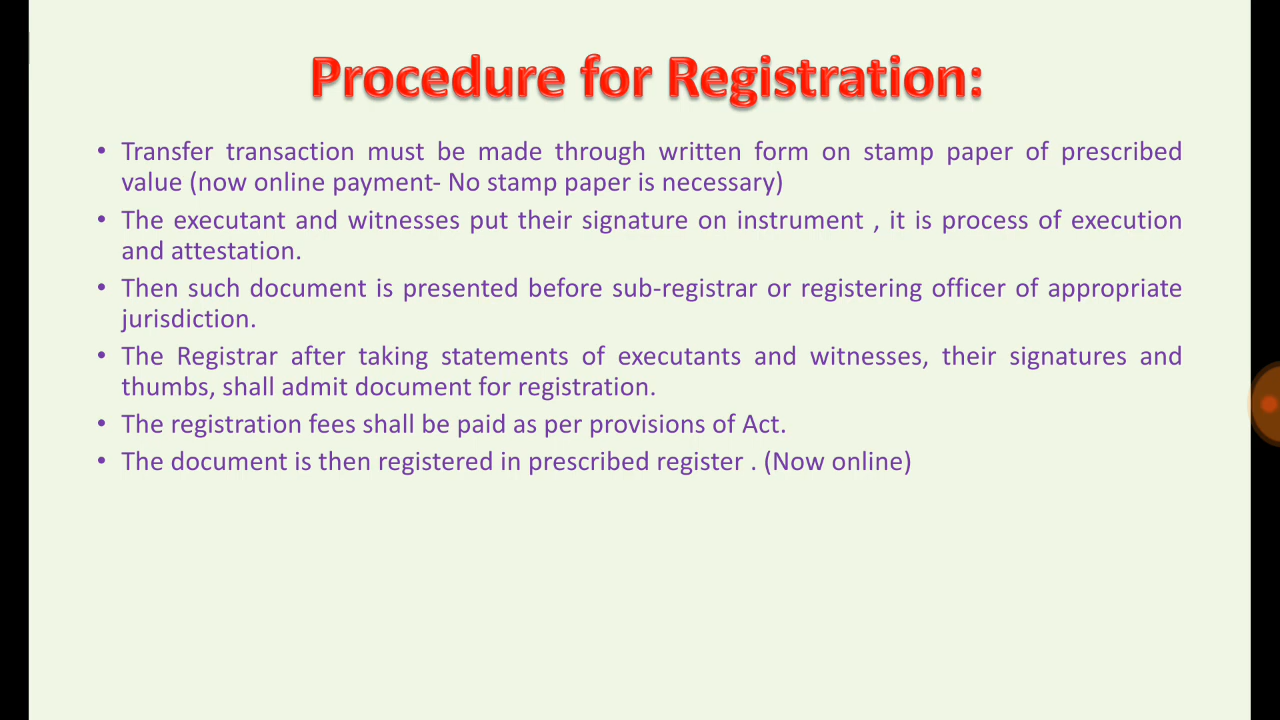 Procedure for Registration:
• Transfer transaction must be made through written form on stamp paper of prescribed
value (now online payment- No stamp paper is necessary)
• The executant and witnesses put their signature on instrument , it is process of execution
and attestation.
• Then such document is presented before sub-registrar or registering officer of appropriate
jurisdiction.
• The Registrar after taking statements of executants and witnesses, their signatures and
thumbs, shall admit document for registration.
• The registration fees shall be paid as per provisions of Act.
• The document is then registered in prescribed register . (Now online)